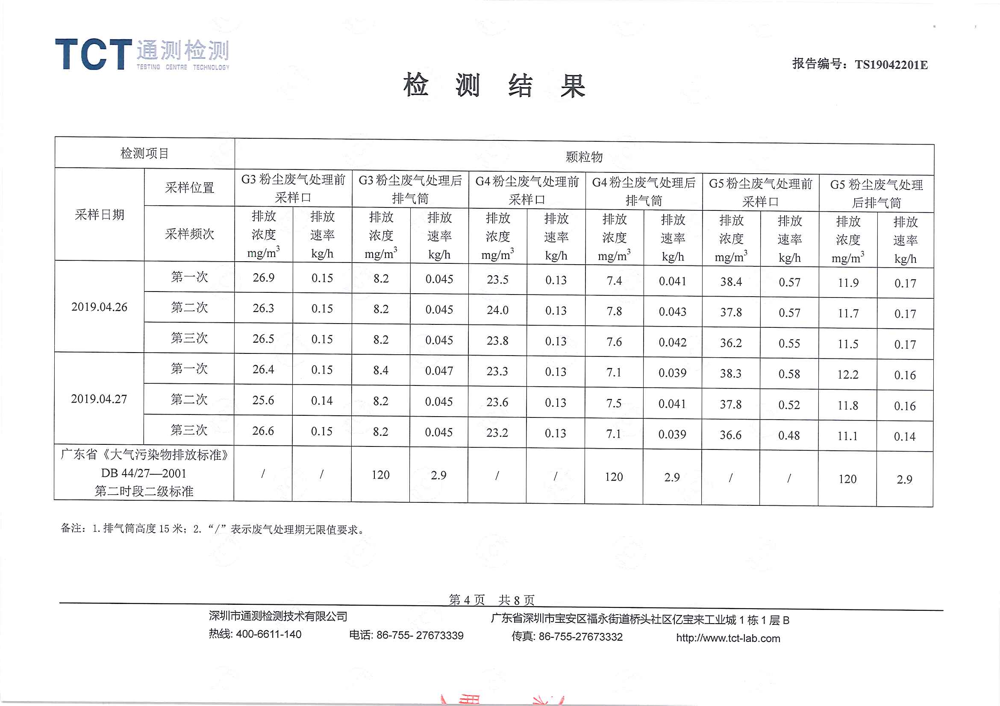 TCT通测检测
TESTING CENTRE TECHNOLOGY
报告编号：TS19042201E
检 测 结 果
检测项目 颗粒物
采样日期 采样位置 G3 粉尘废气处理前采样口 G3 粉尘废气处理后排气筒 G4 粉尘废气处理前采样口 G4 粉尘废气处理后排气筒 G5 粉尘废气处理前采样口 G5 粉尘废气处理后排气筒
采样频次 排放浓度 mg/m³ 排放速率 kg/h 排放浓度 mg/m³ 排放速率 kg/h 排放浓度 mg/m³ 排放速率 kg/h 排放浓度 mg/m³ 排放速率 kg/h 排放浓度 mg/m³ 排放速率 kg/h 排放浓度 mg/m³ 排放速率 kg/h
2019.04.26 第一次 26.9 0.15 8.2 0.045 23.5 0.13 7.4 0.041 38.4 0.57 11.9 0.17
第二次 26.3 0.15 8.2 0.045 24.0 0.13 7.8 0.043 37.8 0.57 11.7 0.17
第三次 26.5 0.15 8.2 0.045 23.8 0.13 7.6 0.042 36.2 0.55 11.5 0.17
2019.04.27 第一次 26.4 0.15 8.4 0.047 23.3 0.13 7.1 0.039 38.3 0.58 12.2 0.16
第二次 25.6 0.14 8.2 0.045 23.6 0.13 7.5 0.041 37.8 0.52 11.8 0.16
第三次 26.6 0.15 8.2 0.045 23.2 0.13 7.1 0.039 36.6 0.48 11.1 0.14
广东省《大气污染物排放标准》
DB 44/27—2001
第二时段二级标准 / / 120 2.9 / / 120 2.9 / / 120 2.9
备注：1. 排气筒高度 15 米；2. “/” 表示废气处理期无限值要求。
第 4 页 共 8 页
深圳市通测检测技术有限公司 广东省深圳市宝安区福永街道桥头社区亿宝来工业城 1 栋 1 层 B
热线: 400-6611-140 电话: 86-755- 27673339 传真: 86-755-27673332 http://www.tct-lab.com